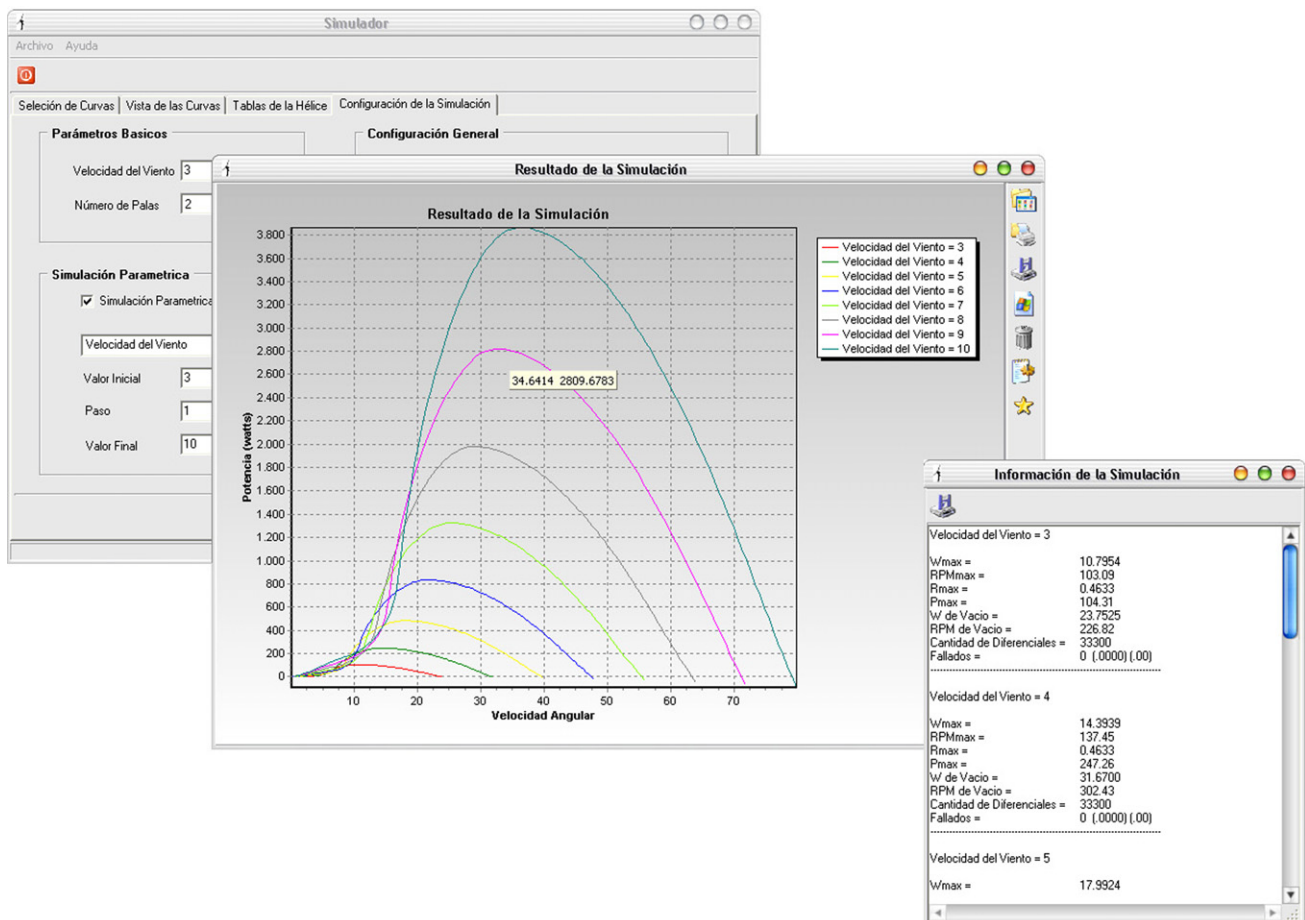 Simulador
Archivo Ayuda
Seleción de Curvas Vista de las Curvas Tablas de la Hélice Configuración de la Simulación
Parámetros Basicos
Configuración General
Velocidad del Viento 3
Número de Palas 2
Simulación Parametrica
Simulación Parametrica
Velocidad del Viento
Valor Inicial 3
Paso 1
Valor Final 10
Resultado de la Simulación
Resultado de la Simulación
3.800
3.600
3.400
3.200
3.000
2.800
2.600
2.400
2.200
2.000
1.800
1.600
1.400
1.200
1.000
800
600
400
200
0
Potencia (watts)
10 20 30 40 50 60 70
Velocidad Angular
34.6414 2809.6783
Velocidad del Viento = 3
Velocidad del Viento = 4
Velocidad del Viento = 5
Velocidad del Viento = 6
Velocidad del Viento = 7
Velocidad del Viento = 8
Velocidad del Viento = 9
Velocidad del Viento = 10
Información de la Simulación
Velocidad del Viento = 3
Wmax = 10.7954
RPMmax = 103.09
Rmax = 0.4633
Pmax = 104.31
W de Vacio = 23.7525
RPM de Vacio = 226.82
Cantidad de Diferenciales = 33300
Fallados = 0 (.0000)(.00)
Velocidad del Viento = 4
Wmax = 14.3939
RPMmax = 137.45
Rmax = 0.4633
Pmax = 247.26
W de Vacio = 31.6700
RPM de Vacio = 302.43
Cantidad de Diferenciales = 33300
Fallados = 0 (.0000)(.00)
Velocidad del Viento = 5
Wmax = 17.9924